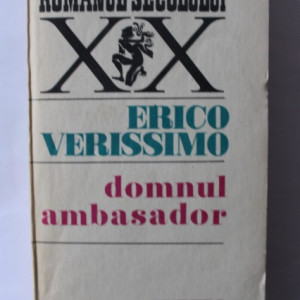 ROMANUL SECOLULUI
XX
ERICO
VERISSIMO
domnul
ambasador